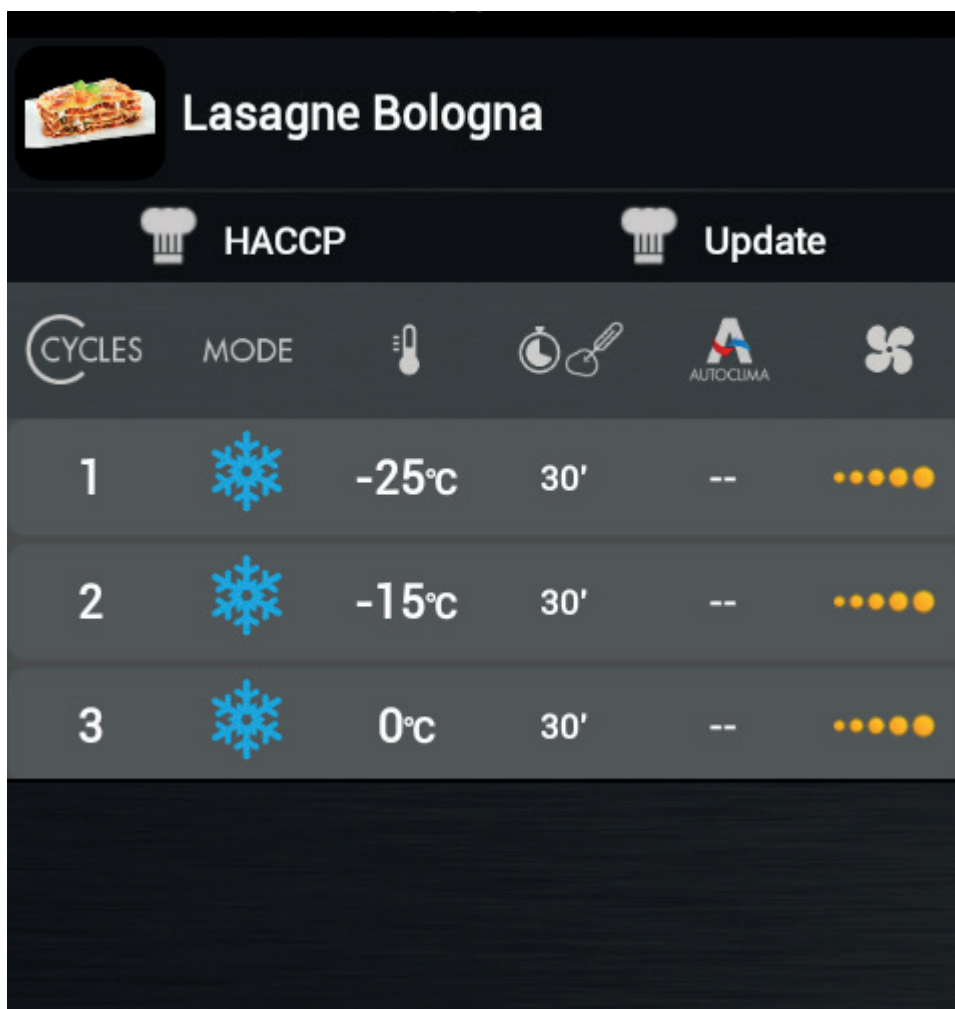 Lasagne Bologna
HACCP Update
CYCLES MODE AUTOCLIMA
1 -25°C 30' --
2 -15°C 30' --
3 0°C 30' --